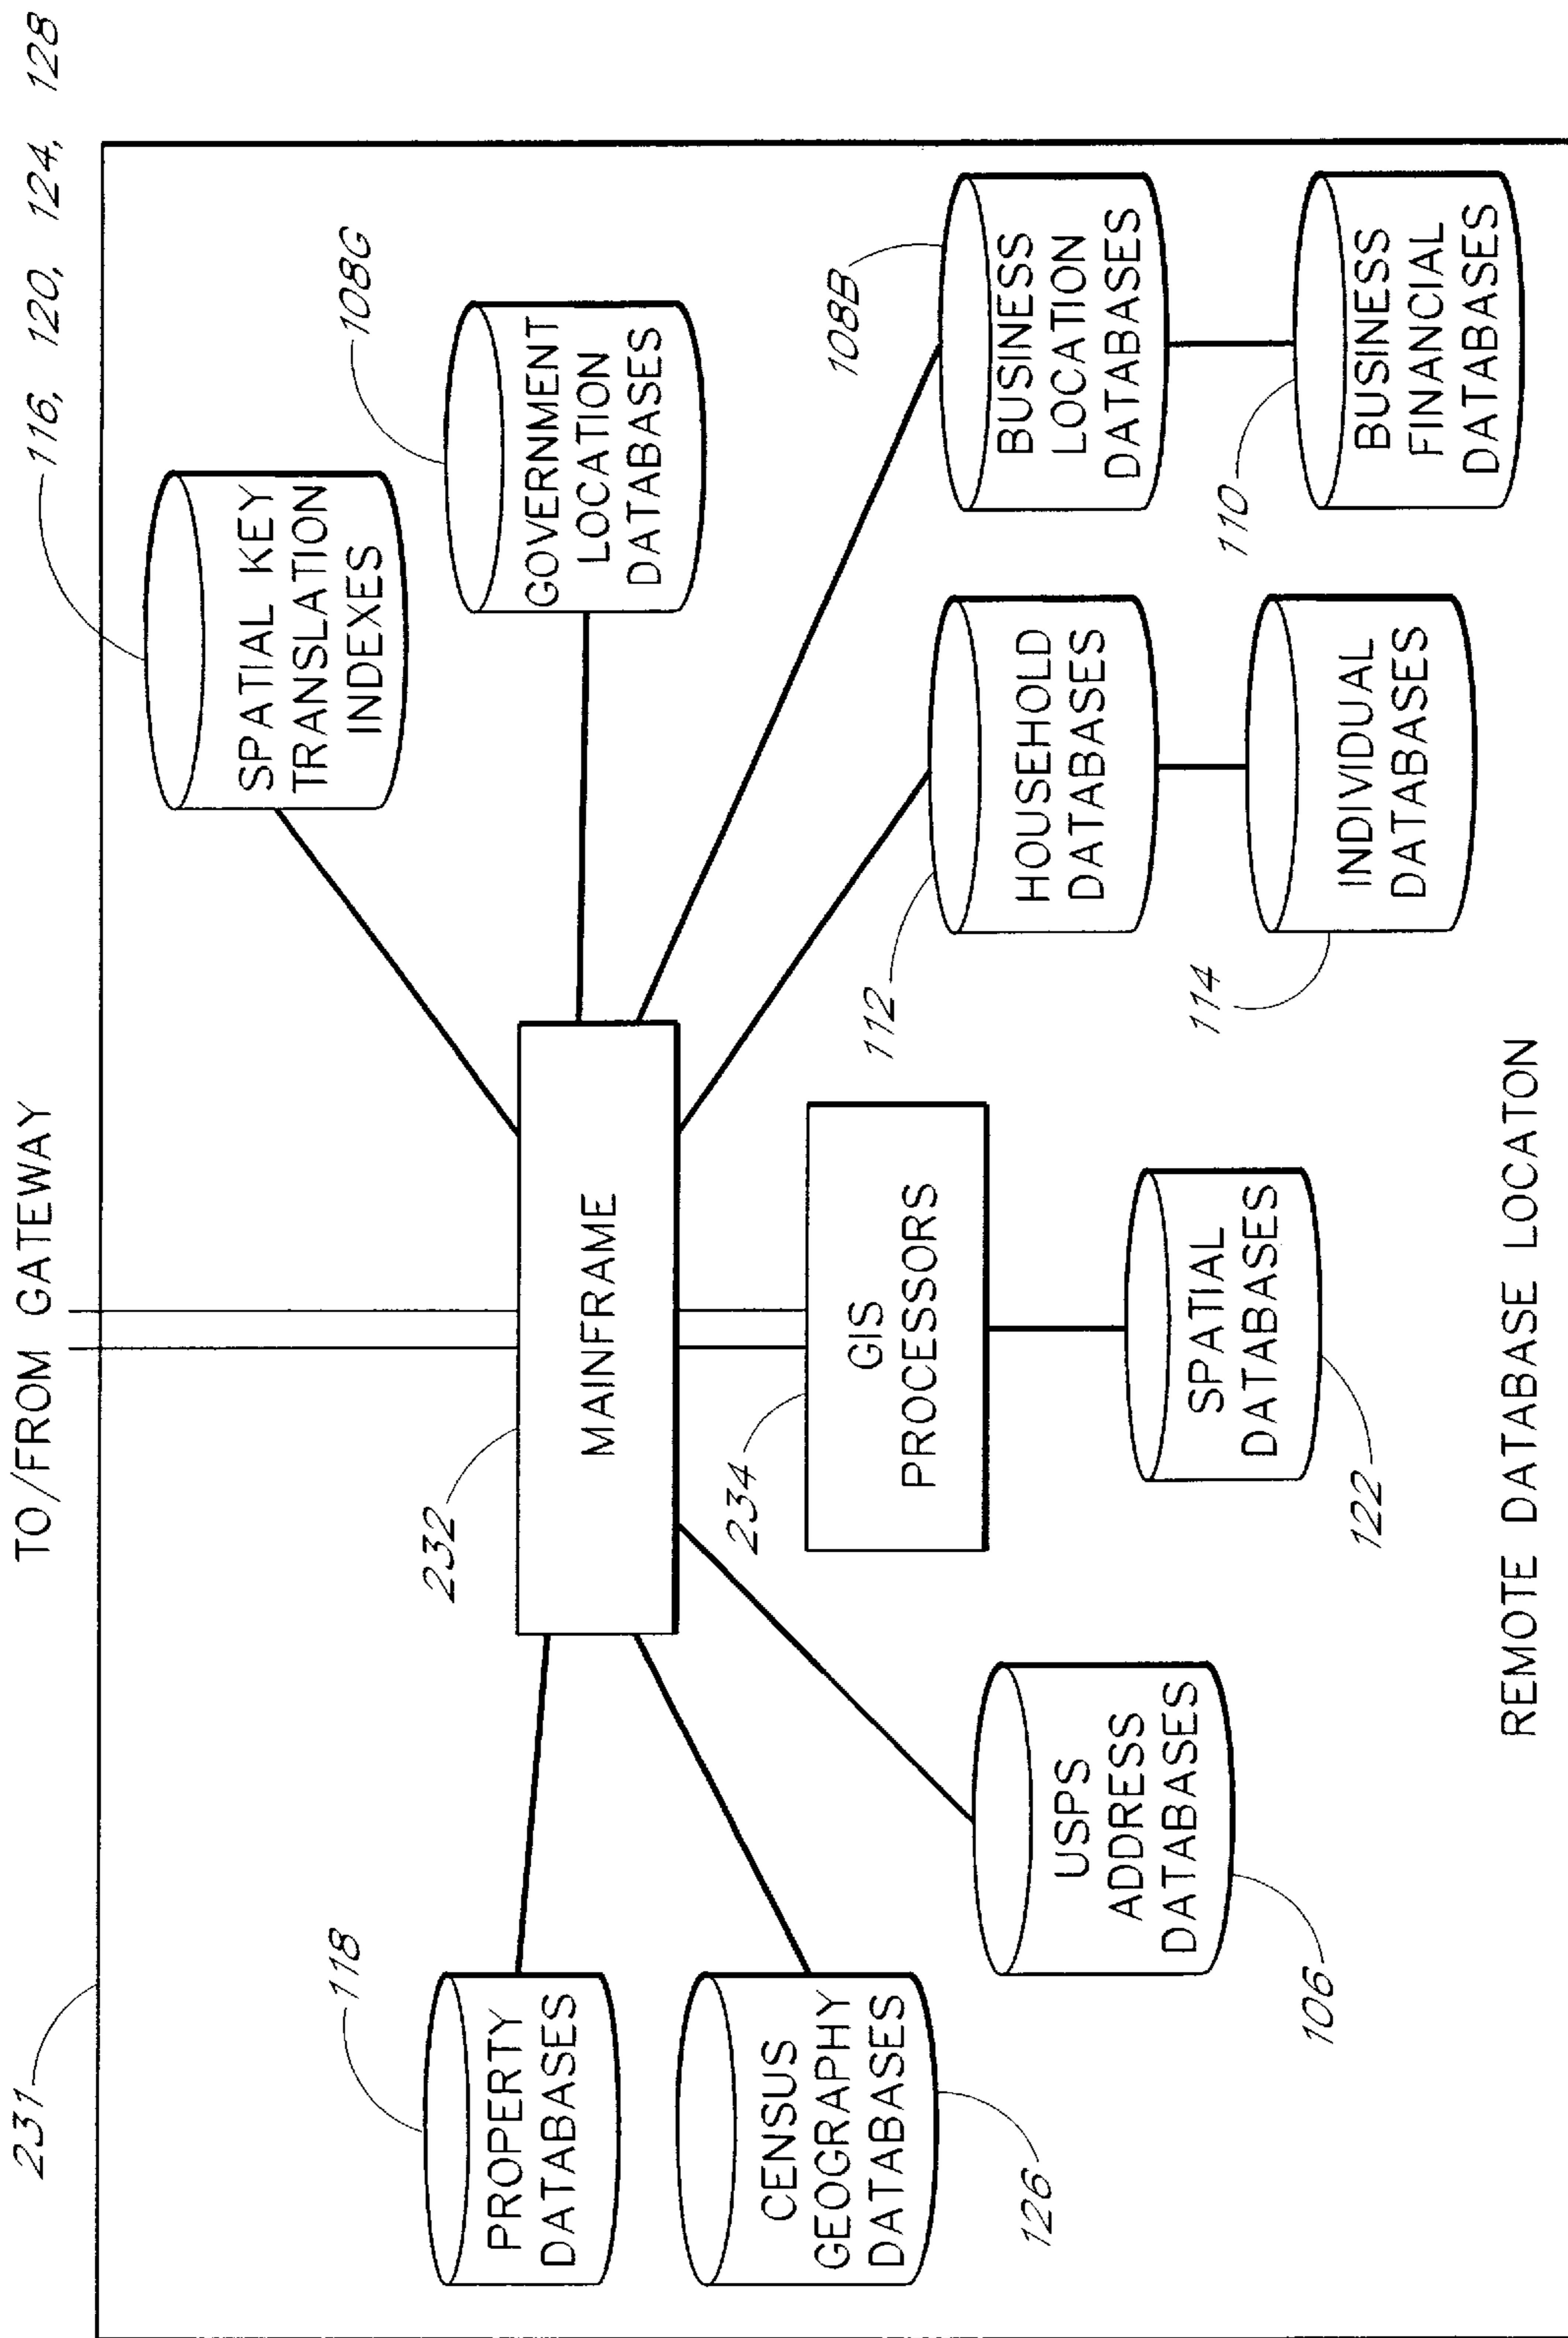 TO/FROM GATEWAY
231
116, 120, 124, 128
SPATIAL KEY
TRANSLATION
INDEXES
118
PROPERTY
DATABASES
232
MAINFRAME
108G
GOVERNMENT
LOCATION
DATABASES
CENSUS
GEOGRAPHY
DATABASES
126
234
GIS
PROCESSORS
108B
BUSINESS
LOCATION
DATABASES
112
HOUSEHOLD
DATABASES
USPS
ADDRESS
DATABASES
106
SPATIAL
DATABASES
122
114
INDIVIDUAL
DATABASES
110
BUSINESS
FINANCIAL
DATABASES
REMOTE DATABASE LOCATON